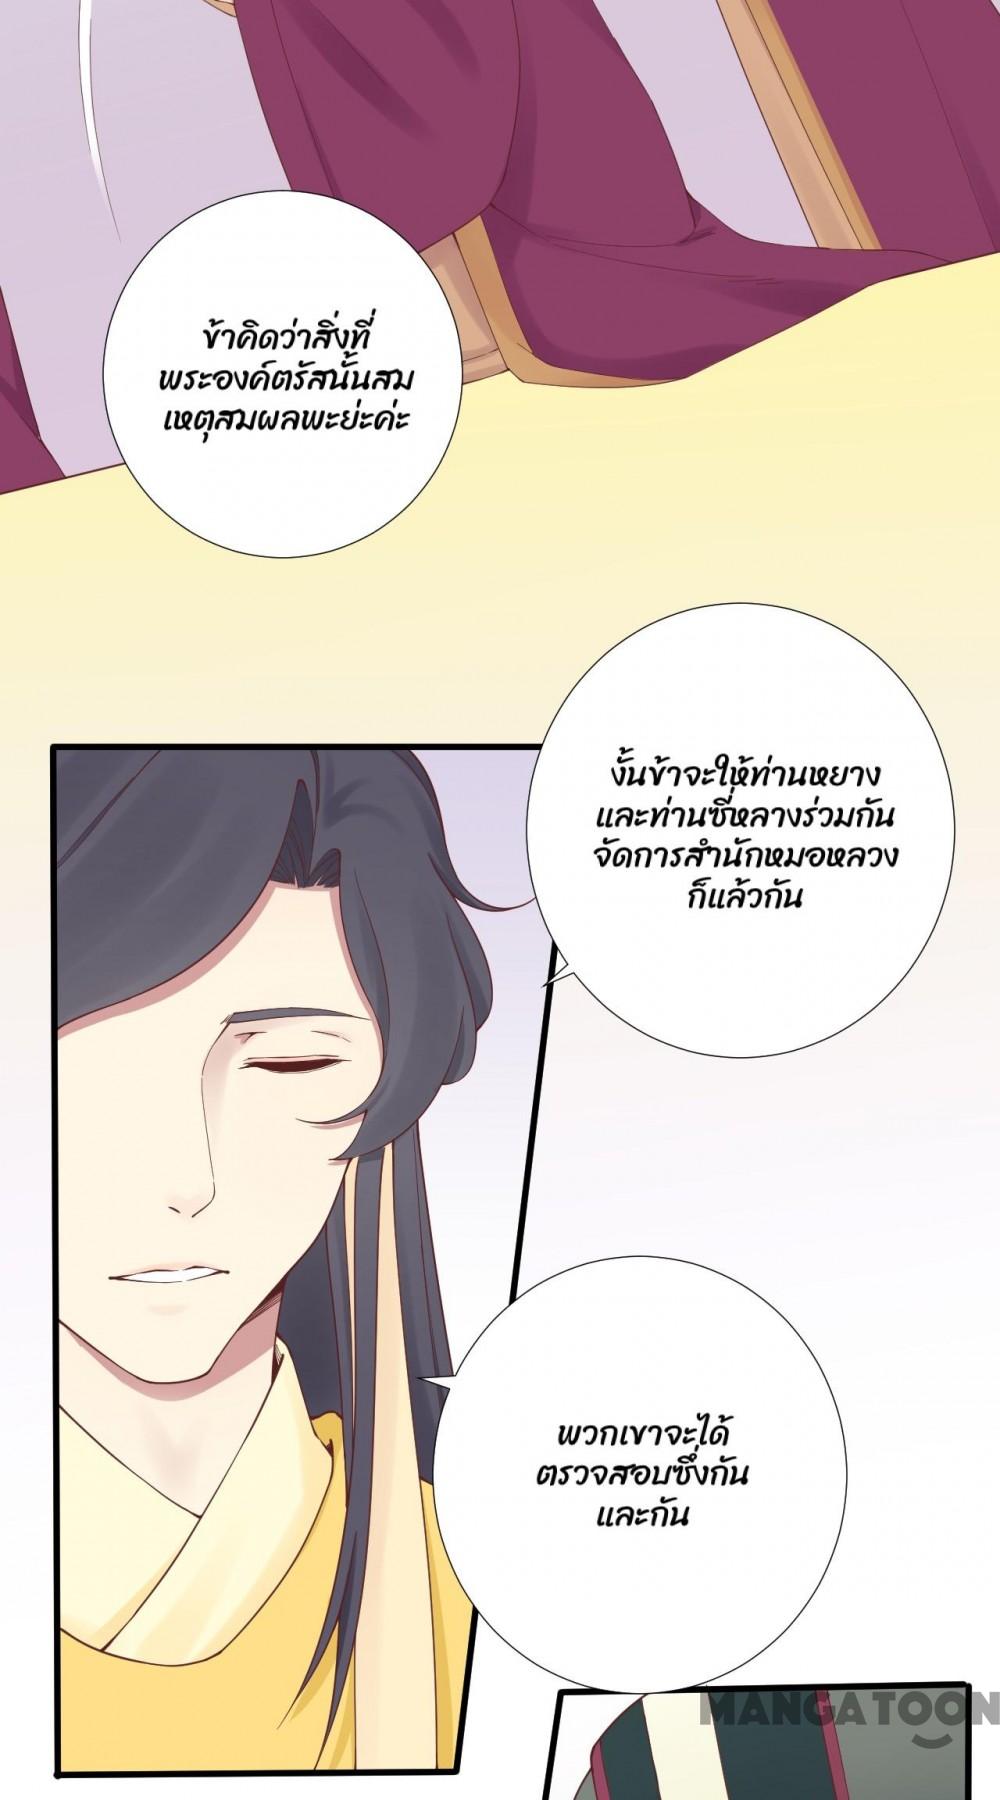 ข้าคิดว่าสิ่งที่
พระองค์ตรัสนั้นสม
เหตุสมผลพะย่ะค่ะ
งั้นข้าจะให้ท่านหยาง
และท่านซี่หลางร่วมกัน
จัดการสำนักหมอหลวง
ก็แล้วกัน
พวกเขาจะได้
ตรวจสอบซึ่งกัน
และกัน
MANGATOON